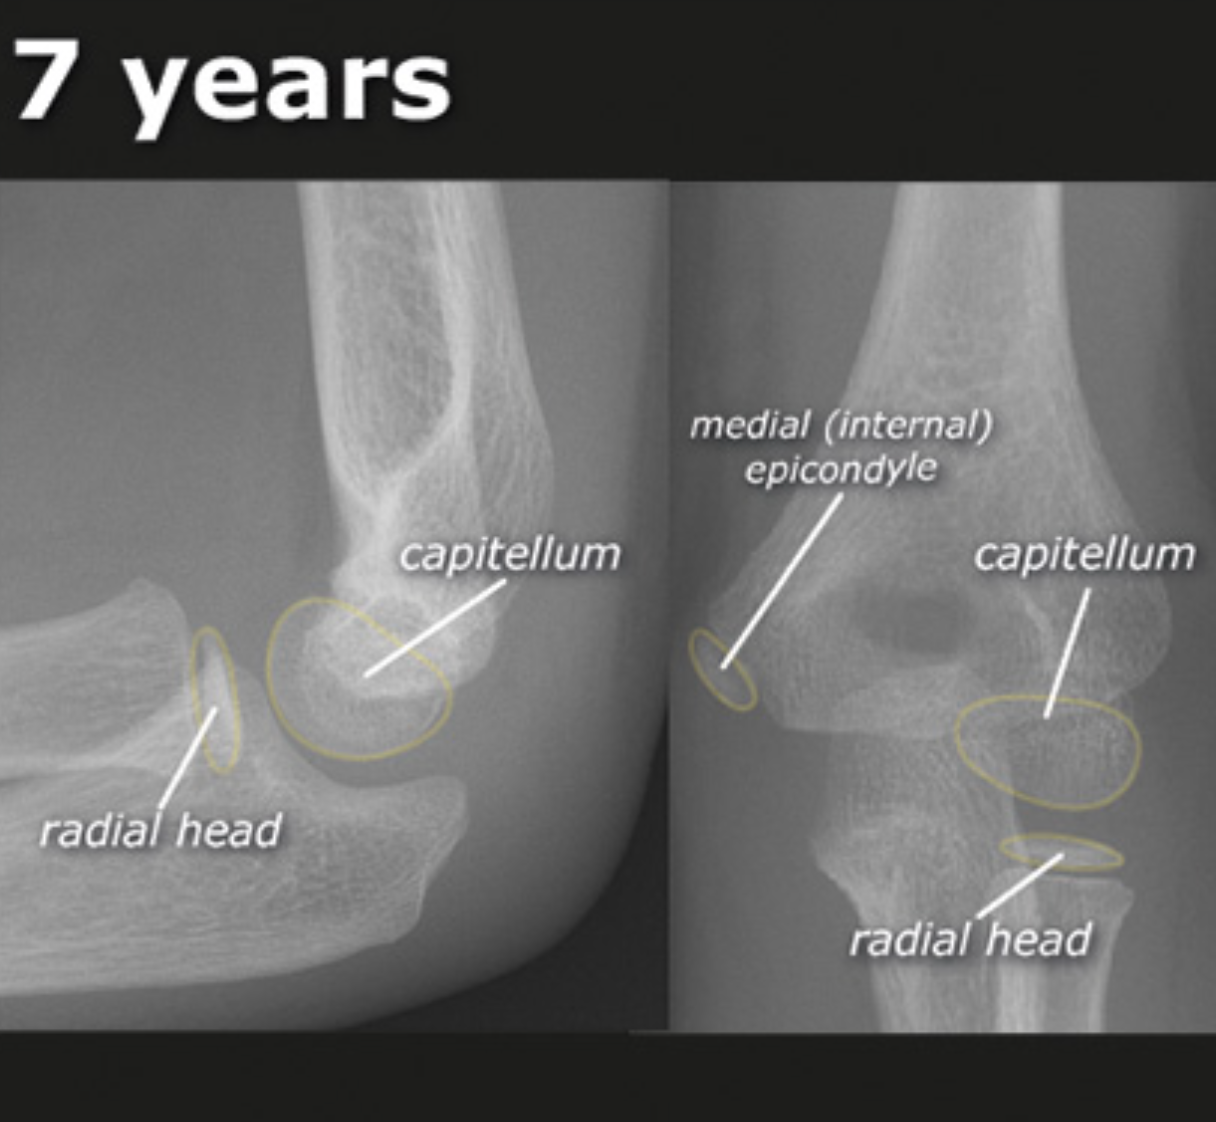 7 years
medial (internal)
epicondyle
capitellum
capitellum
radial head
radial head